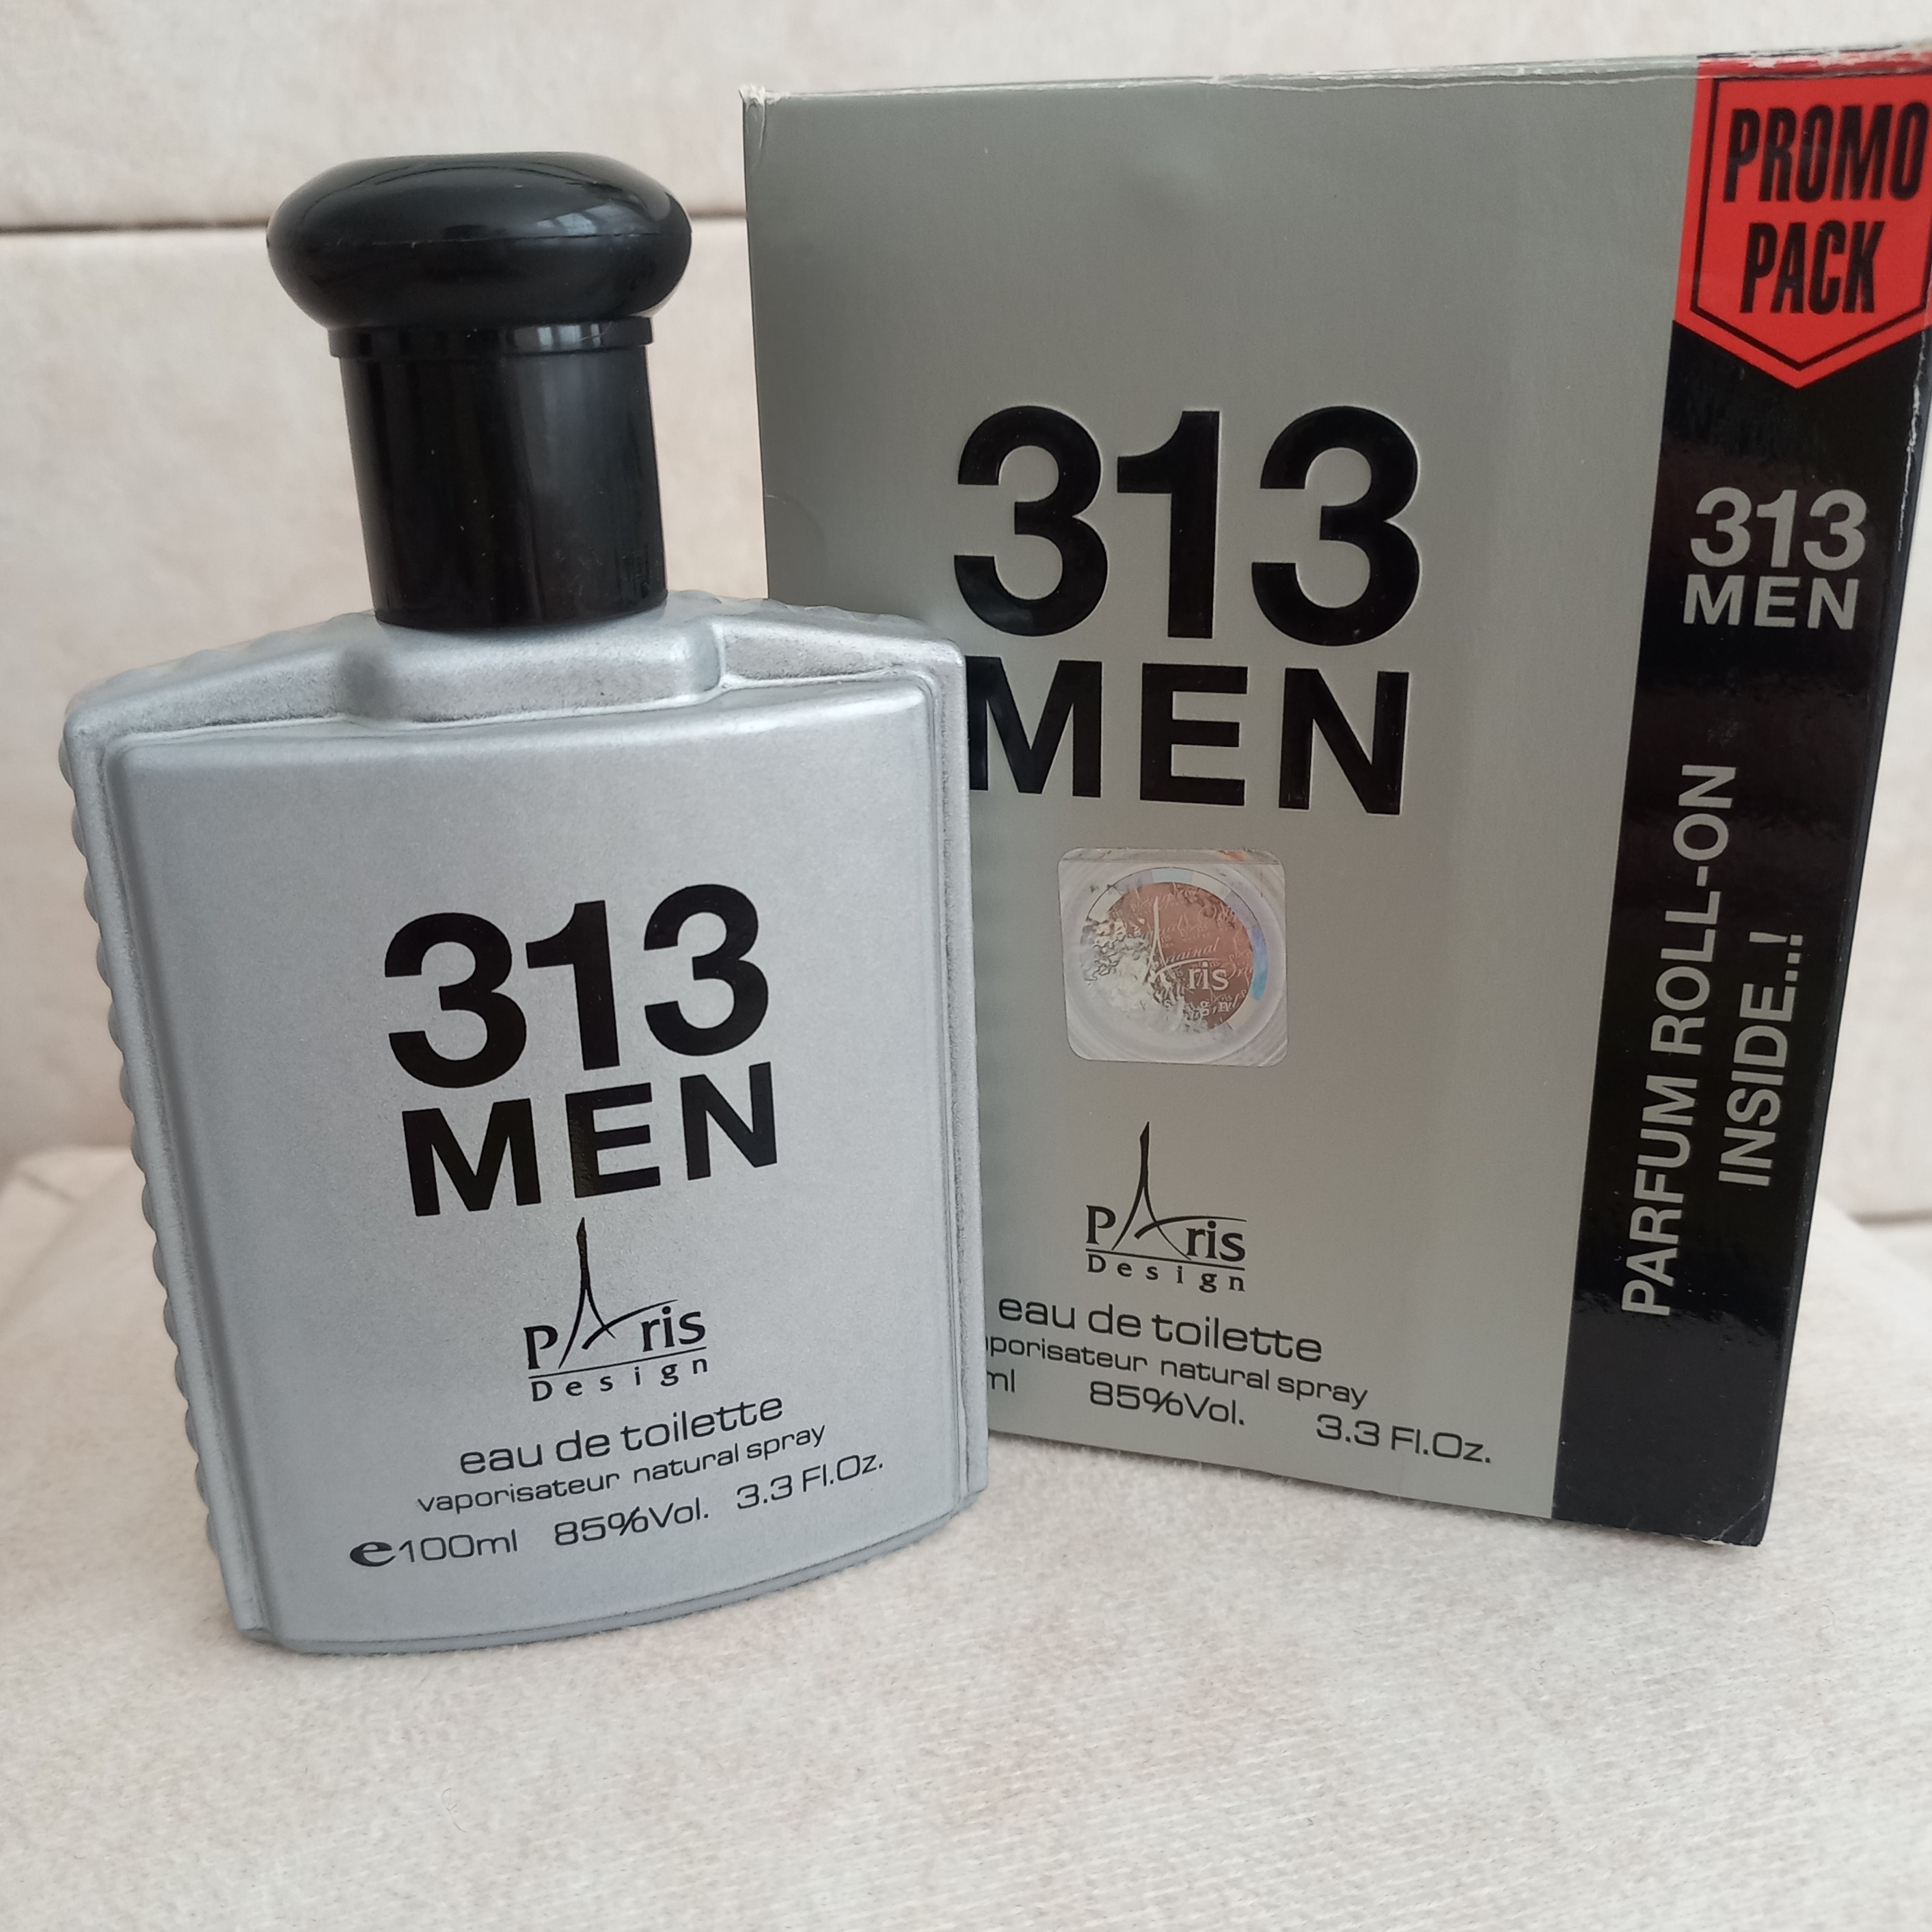 313
MEN
PAris
Design
eau de toilette
vaporisateur natural spray
e100ml 85%Vol. 3.3 Fl.Oz.
313
MEN
ris
PAris
Design
eau de toilette
natural spray
ml 85%Vol. 3.3 Fl.Oz.
PROMO
PACK
313
MEN
PARFUM ROLL-ON
INSIDE...!